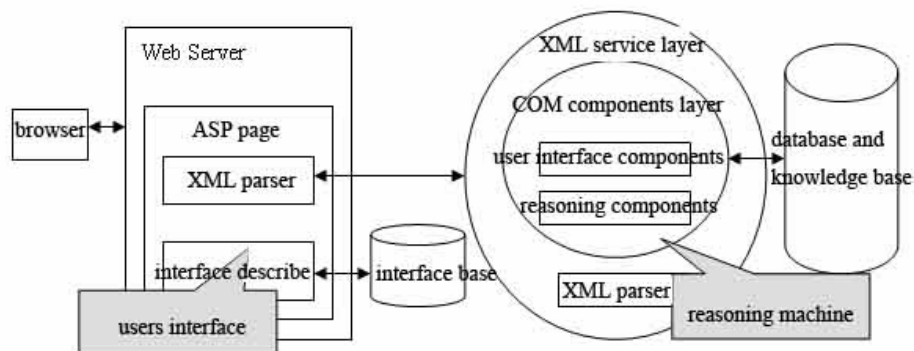 Web Server
browser
ASP page
XML parser
interface describe
users interface
interface base
XML service layer
COM components layer
user interface components
reasoning components
XML parser
reasoning machine
database and
knowledge base